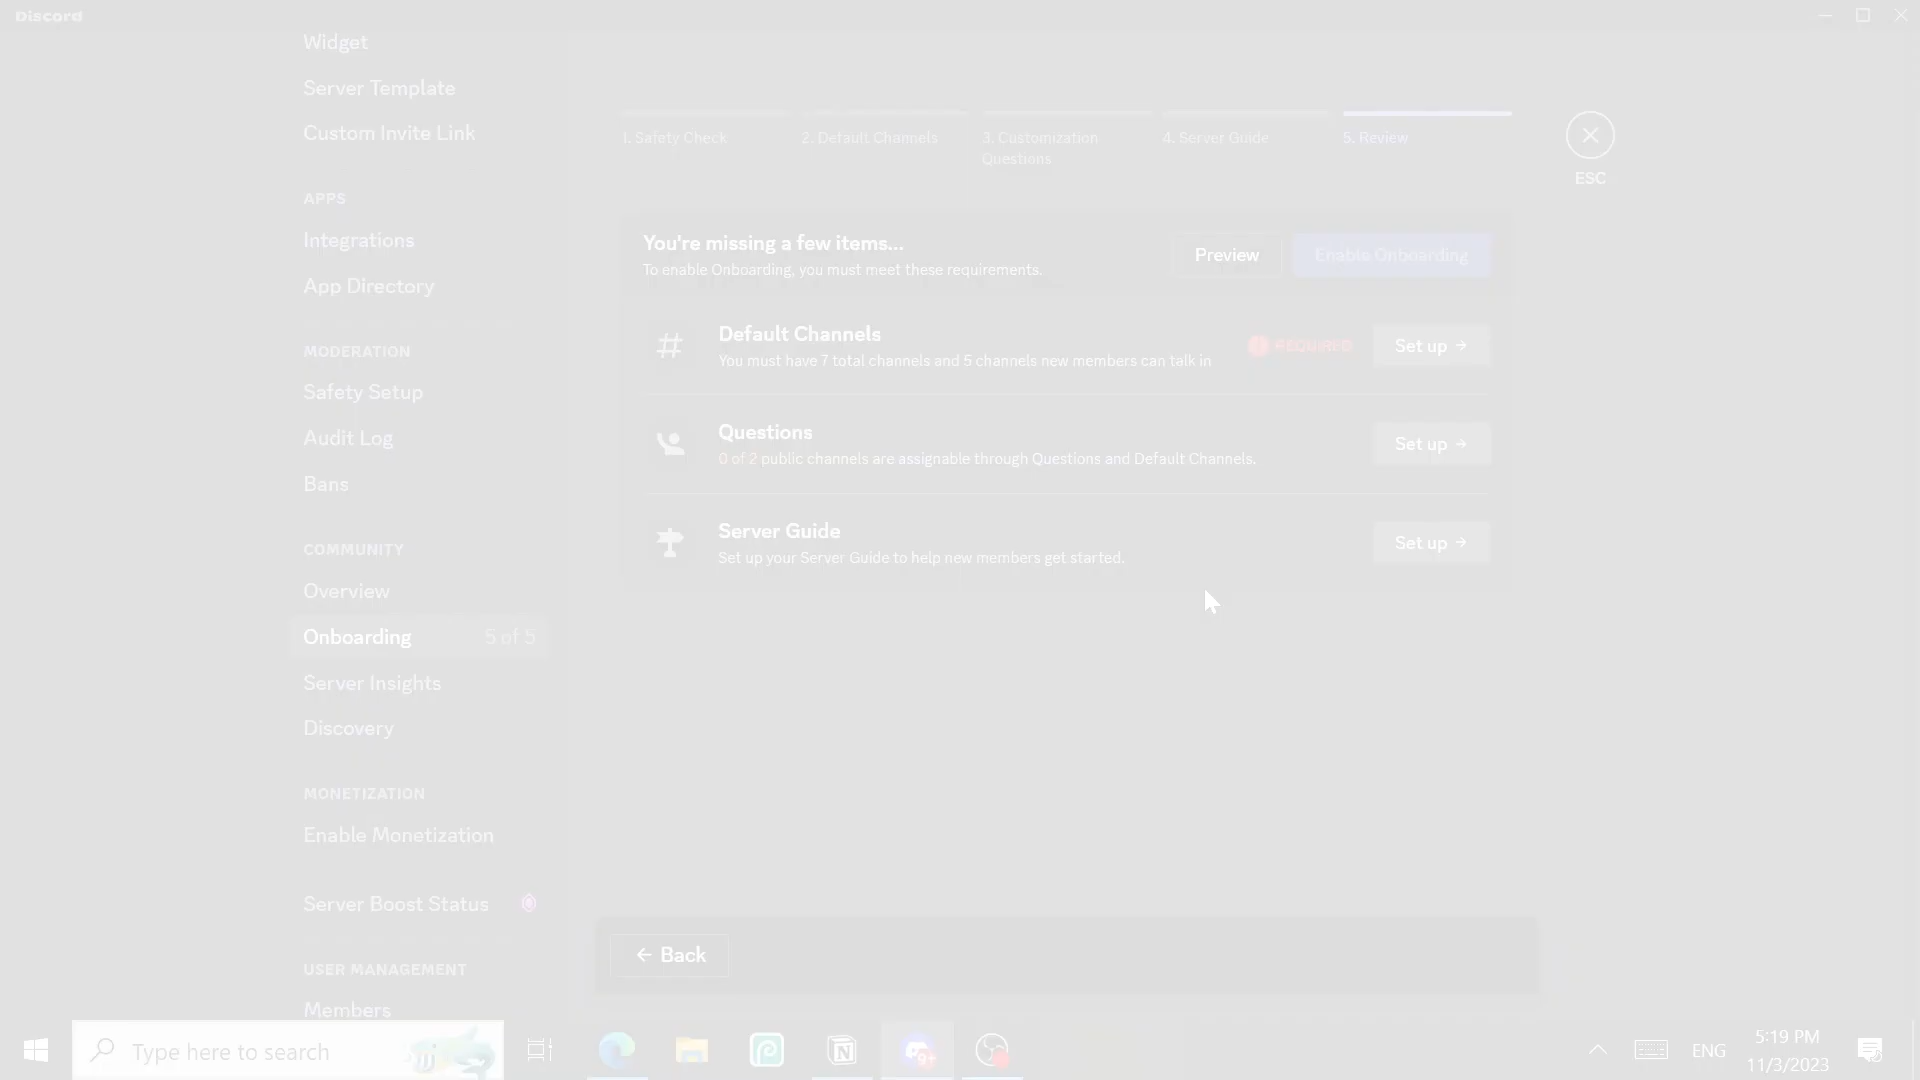 Discord
Widget
Server Template
Custom Invite Link
APPS
Integrations
App Directory
MODERATION
Safety Setup
Audit Log
Bans
COMMUNITY
Overview
Onboarding 5 of 5
Server Insights
Discovery
MONETIZATION
Enable Monetization
Server Boost Status
USER MANAGEMENT
Members
1. Safety Check
2. Default Channels
3. Customization
Questions
4. Server Guide
5. Review
ESC
You're missing a few items...
To enable Onboarding, you must meet these requirements.
Preview
Enable Onboarding
Default Channels
You must have 7 total channels and 5 channels new members can talk in
REQUIRED
Set up →
Questions
0 of 2 public channels are assignable through Questions and Default Channels.
Set up →
Server Guide
Set up your Server Guide to help new members get started.
Set up →
← Back
Type here to search
N
9+
ENG
5:19 PM
11/3/2023